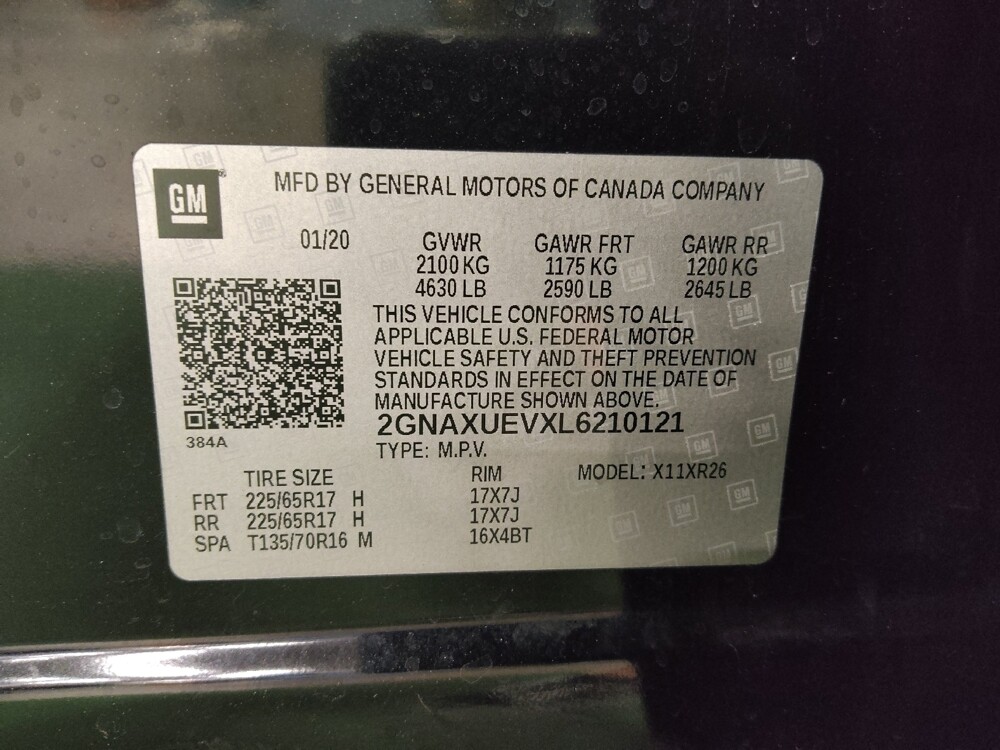 GM
MFD BY GENERAL MOTORS OF CANADA COMPANY
01/20 GVWR GAWR FRT GAWR RR
2100 KG 1175 KG 1200 KG
4630 LB 2590 LB 2645 LB
THIS VEHICLE CONFORMS TO ALL
APPLICABLE U.S. FEDERAL MOTOR
VEHICLE SAFETY AND THEFT PREVENTION
STANDARDS IN EFFECT ON THE DATE OF
MANUFACTURE SHOWN ABOVE.
2GNAXUEVXL6210121
384A
TYPE: M.P.V.
TIRE SIZE RIM MODEL: X11XR26
FRT 225/65R17 H 17X7J
RR 225/65R17 H 17X7J
SPA T135/70R16 M 16X4BT